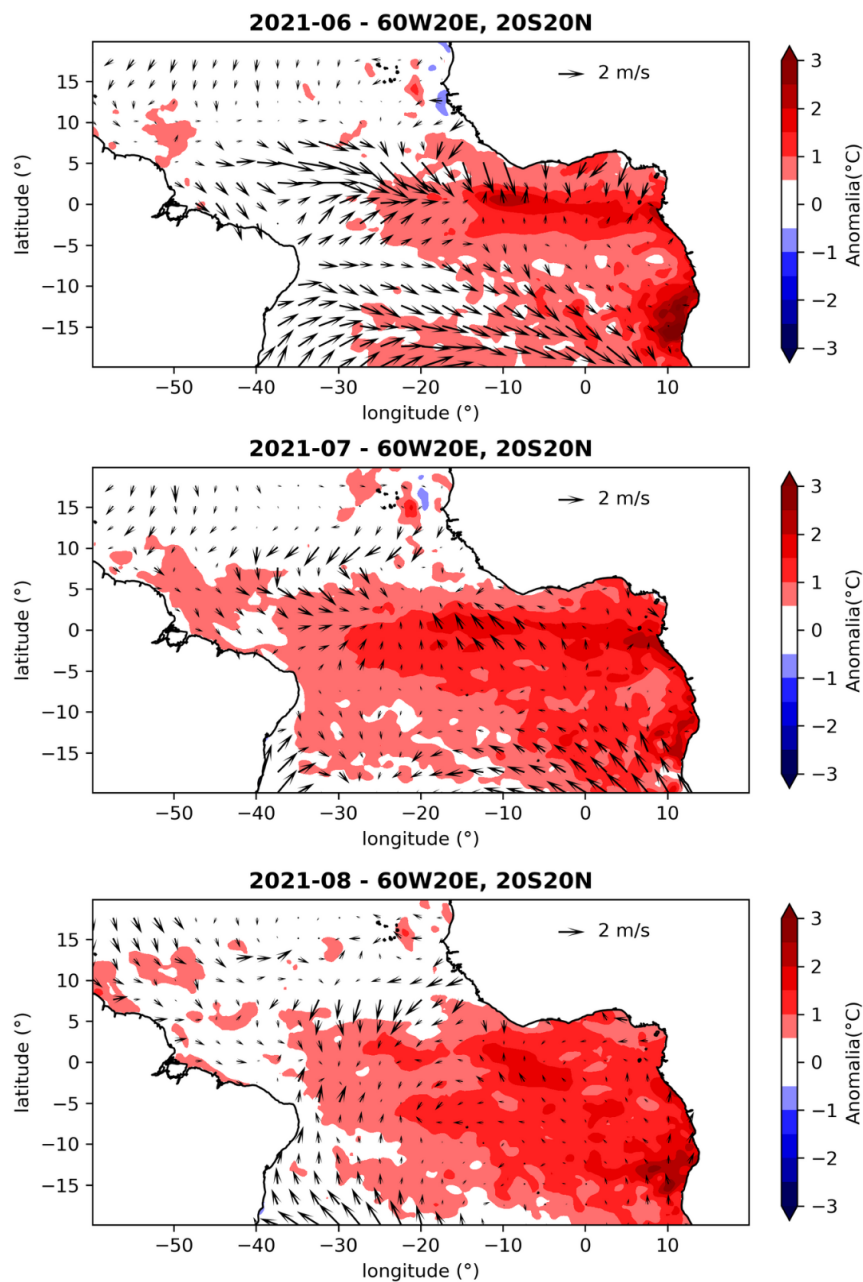 2021-06 - 60W20E, 20S20N
2 m/s
15
10
5
0
−5
−10
−15
latitude (°)
−50 −40 −30 −20 −10 0 10
longitude (°)
3
2
1
0
−1
−2
−3
Anomalia(°C)
2021-07 - 60W20E, 20S20N
2 m/s
15
10
5
0
−5
−10
−15
latitude (°)
−50 −40 −30 −20 −10 0 10
longitude (°)
3
2
1
0
−1
−2
−3
Anomalia(°C)
2021-08 - 60W20E, 20S20N
2 m/s
15
10
5
0
−5
−10
−15
latitude (°)
−50 −40 −30 −20 −10 0 10
longitude (°)
3
2
1
0
−1
−2
−3
Anomalia(°C)